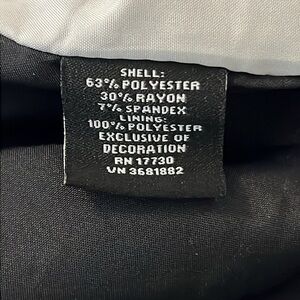 SHELL:
63% POLYESTER
30% RAYON
7% SPANDEX
LINING:
100% POLYESTER
EXCLUSIVE OF
DECORATION
RN 17730
VN 3681882